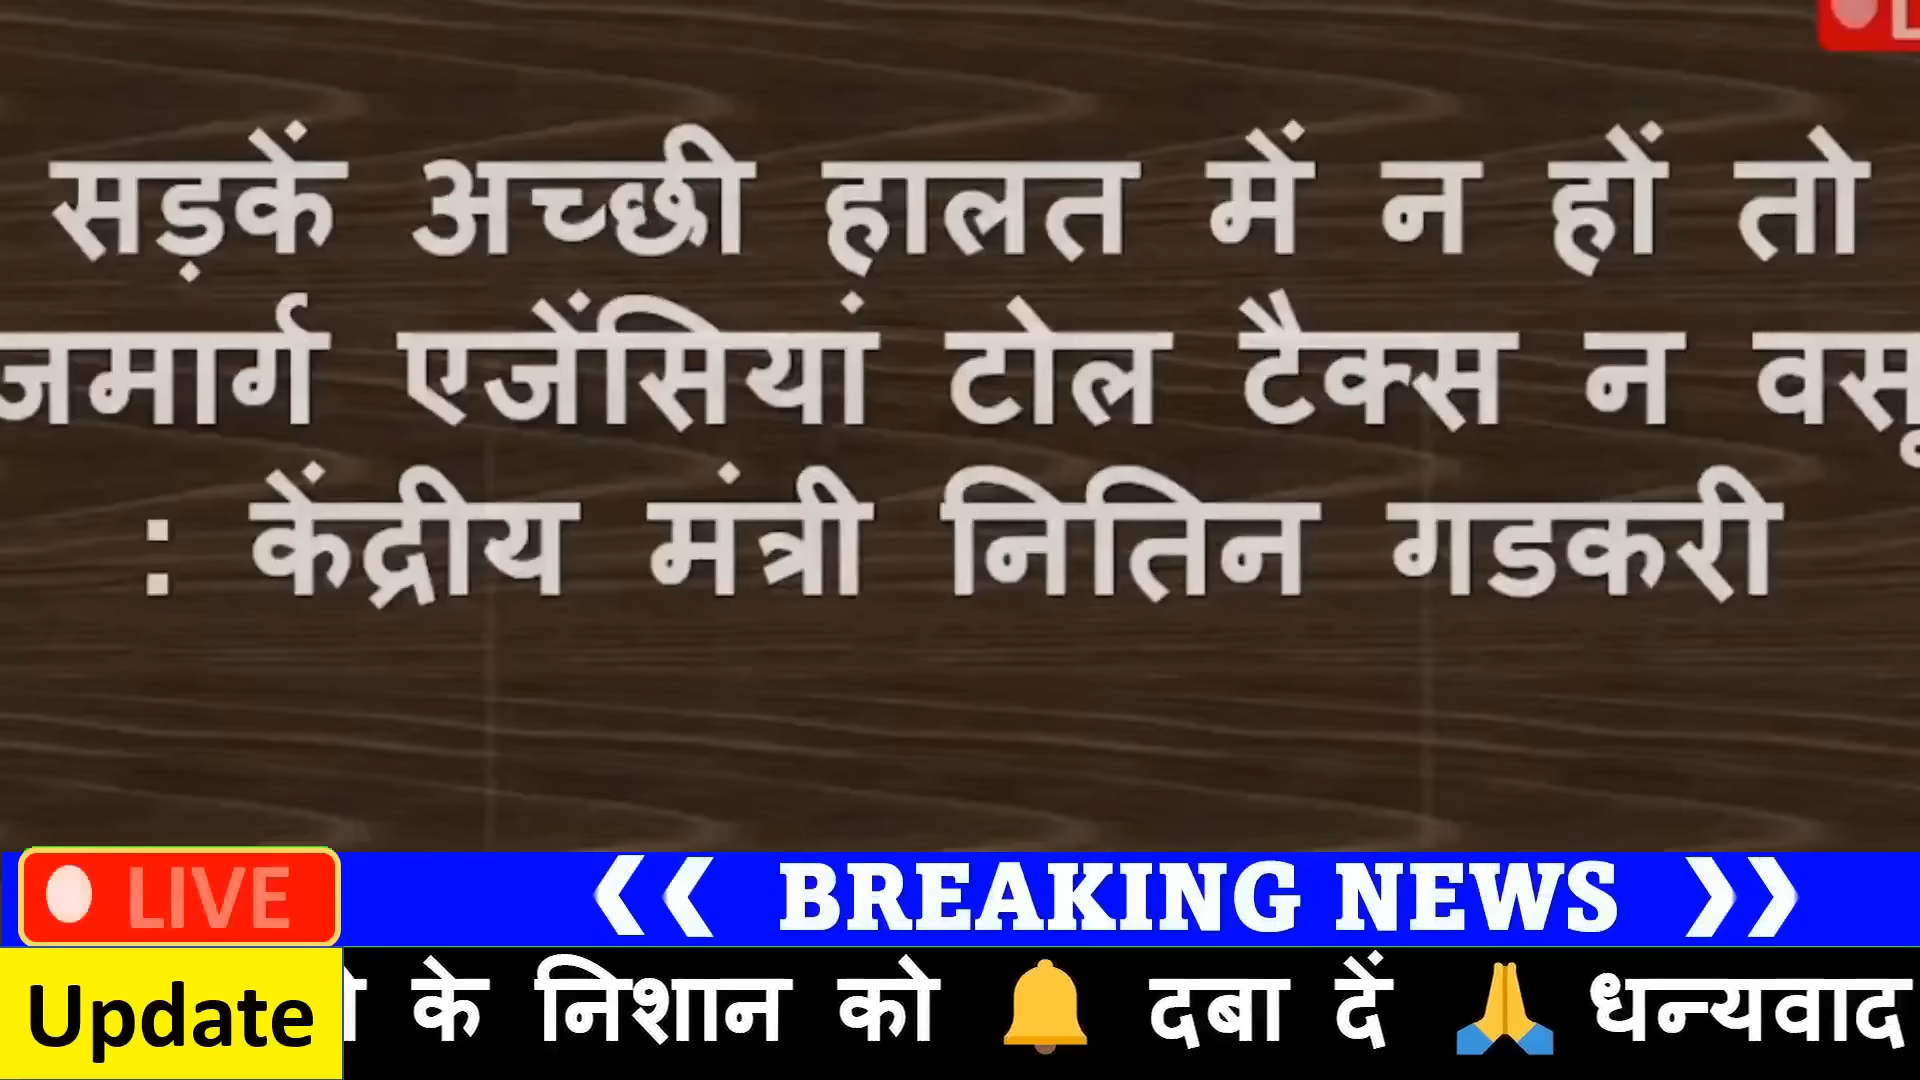 सड़कें अच्छी हालत में न हों तो
जमार्ग एजेंसियां टोल टैक्स न वसू
: केंद्रीय मंत्री नितिन गडकरी
LIVE
❮❮ BREAKING NEWS ❯❯
Update
के निशान को 🔔 दबा दें 🙏 धन्यवाद